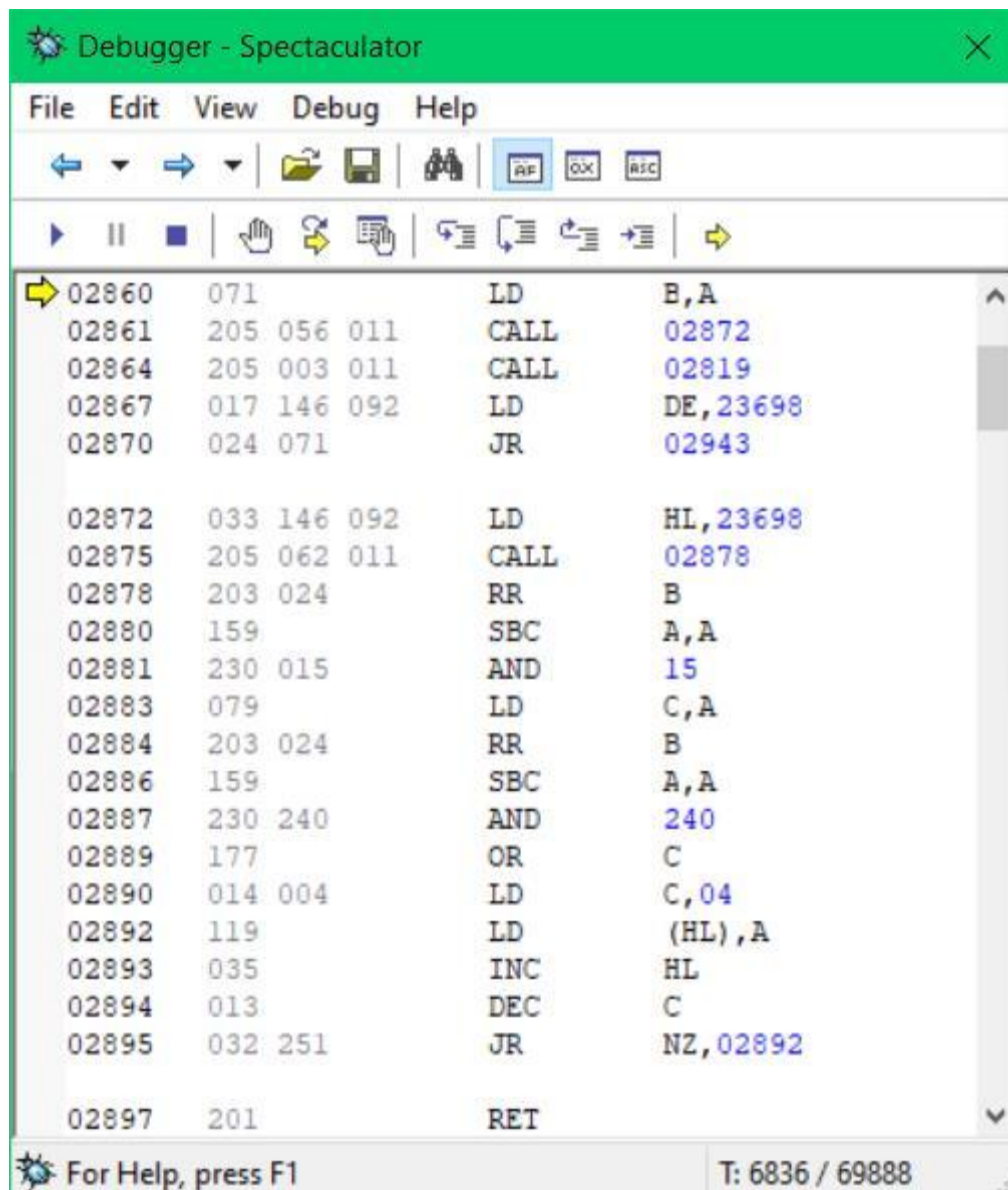 Debugger - Spectaculator
File Edit View Debug Help
AF 0X ASC
02860 071 LD B,A
02861 205 056 011 CALL 02872
02864 205 003 011 CALL 02819
02867 017 146 092 LD DE,23698
02870 024 071 JR 02943
02872 033 146 092 LD HL,23698
02875 205 062 011 CALL 02878
02878 203 024 RR B
02880 159 SBC A,A
02881 230 015 AND 15
02883 079 LD C,A
02884 203 024 RR B
02886 159 SBC A,A
02887 230 240 AND 240
02889 177 OR C
02890 014 004 LD C,04
02892 119 LD (HL),A
02893 035 INC HL
02894 013 DEC C
02895 032 251 JR NZ,02892
02897 201 RET
For Help, press F1 T: 6836 / 69888